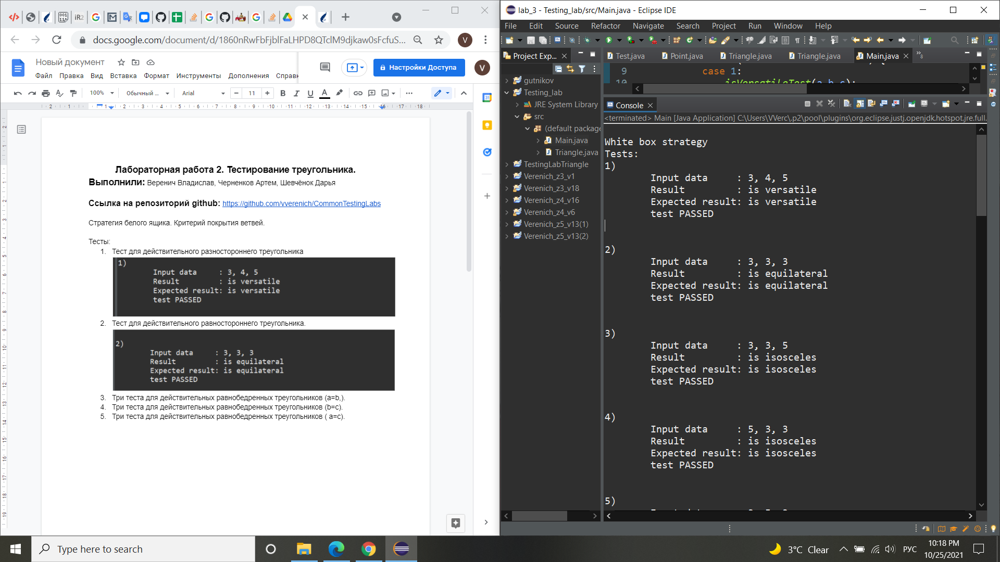 docs.google.com/document/d/1860nRwFbFjblFaLHPD8QTclM9djkaw0sFcfuS...
V
Новый документ
Настройки Доступа
V
Файл Правка Вид Вставка Формат Инструменты Дополнения Справк
100% Обычный ... Arial 11
Лабораторная работа 2. Тестирование треугольника.
Выполнили: Веренич Владислав, Черненков Артем, Шевчёнок Дарья
Ссылка на репозиторий github: https://github.com/vverenich/CommonTestingLabs
Стратегия белого ящика. Критерий покрытия ветвей.
Тесты:
1. Тест для действительного разностороннего треугольника
1)
Input data : 3, 4, 5
Result : is versatile
Expected result: is versatile
test PASSED
2. Тест для действительного равностороннего треугольника.
2)
Input data : 3, 3, 3
Result : is equilateral
Expected result: is equilateral
test PASSED
3. Три теста для действительных равнобедренных треугольников (a=b,).
4. Три теста для действительных равнобедренных треугольников (b=c).
5. Три теста для действительных равнобедренных треугольников ( a=c).
lab_3 - Testing_lab/src/Main.java - Eclipse IDE
File Edit Source Refactor Navigate Search Project Run Window Help
Project Exp...
gutnikov
Testing_lab
JRE System Library
src
(default package
Main.java
Triangle.java
TestingLabTriangle
Verenich_z3_v1
Verenich_z3_v18
Verenich_z4_v16
Verenich_z4_v6
Verenich_z5_v13(1)
Verenich_z5_v13(2)
Test.java Point.java Triangle.java Triangle.java Main.java
9 case 1:
10 isVersatileTest(a,b,c);
Console
<terminated> Main [Java Application] C:\Users\VVerc\.p2\pool\plugins\org.eclipse.justj.openjdk.hotspot.jre.full.
White box strategy
Tests:
1)
Input data : 3, 4, 5
Result : is versatile
Expected result: is versatile
test PASSED
2)
Input data : 3, 3, 3
Result : is equilateral
Expected result: is equilateral
test PASSED
3)
Input data : 3, 3, 5
Result : is isosceles
Expected result: is isosceles
test PASSED
4)
Input data : 5, 3, 3
Result : is isosceles
Expected result: is isosceles
test PASSED
5)
Type here to search
3°C Clear
РУС
10:18 PM
10/25/2021